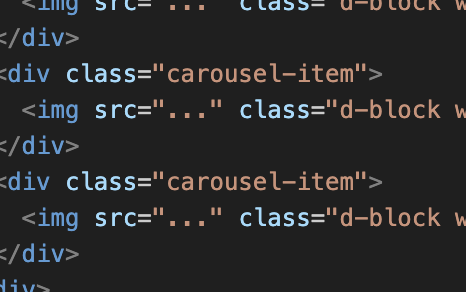 <img src="..." class="d-block w
</div>
<div class="carousel-item">
<img src="..." class="d-block w
</div>
<div class="carousel-item">
<img src="..." class="d-block w
</div>
div>